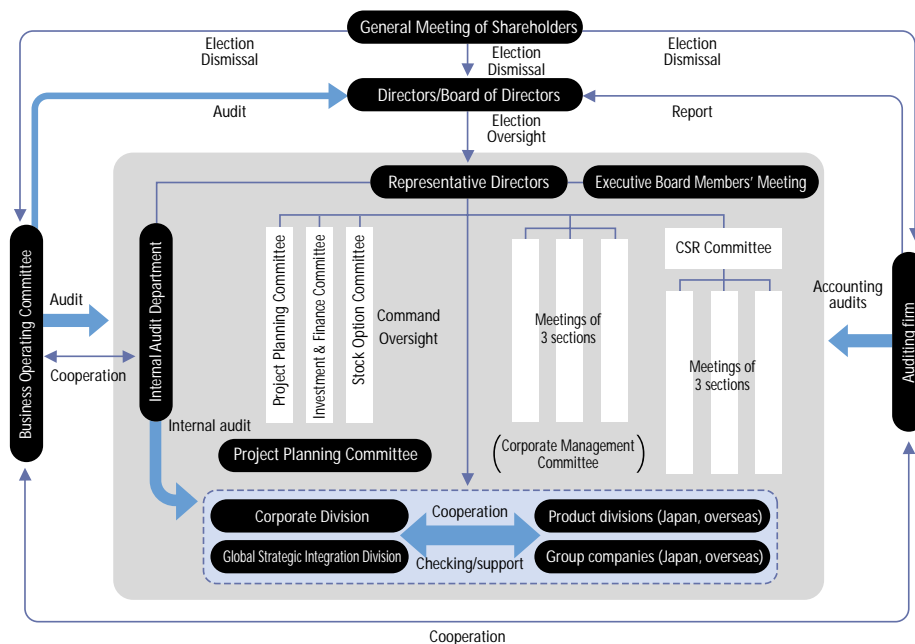 General Meeting of Shareholders
Election
Dismissal
Election
Dismissal
Election
Dismissal
Directors/Board of Directors
Audit
Report
Election
Oversight
Representative Directors
Executive Board Members' Meeting
Business Operating Committee
Audit
Cooperation
Internal Audit Department
Internal audit
Project Planning Committee
Investment & Finance Committee
Stock Option Committee
Command
Oversight
Project Planning Committee
Meetings of
3 sections
(Corporate Management
Committee)
CSR Committee
Meetings of
3 sections
Accounting
audits
Auditing firm
Corporate Division
Global Strategic Integration Division
Cooperation
Checking/support
Product divisions (Japan, overseas)
Group companies (Japan, overseas)
Cooperation